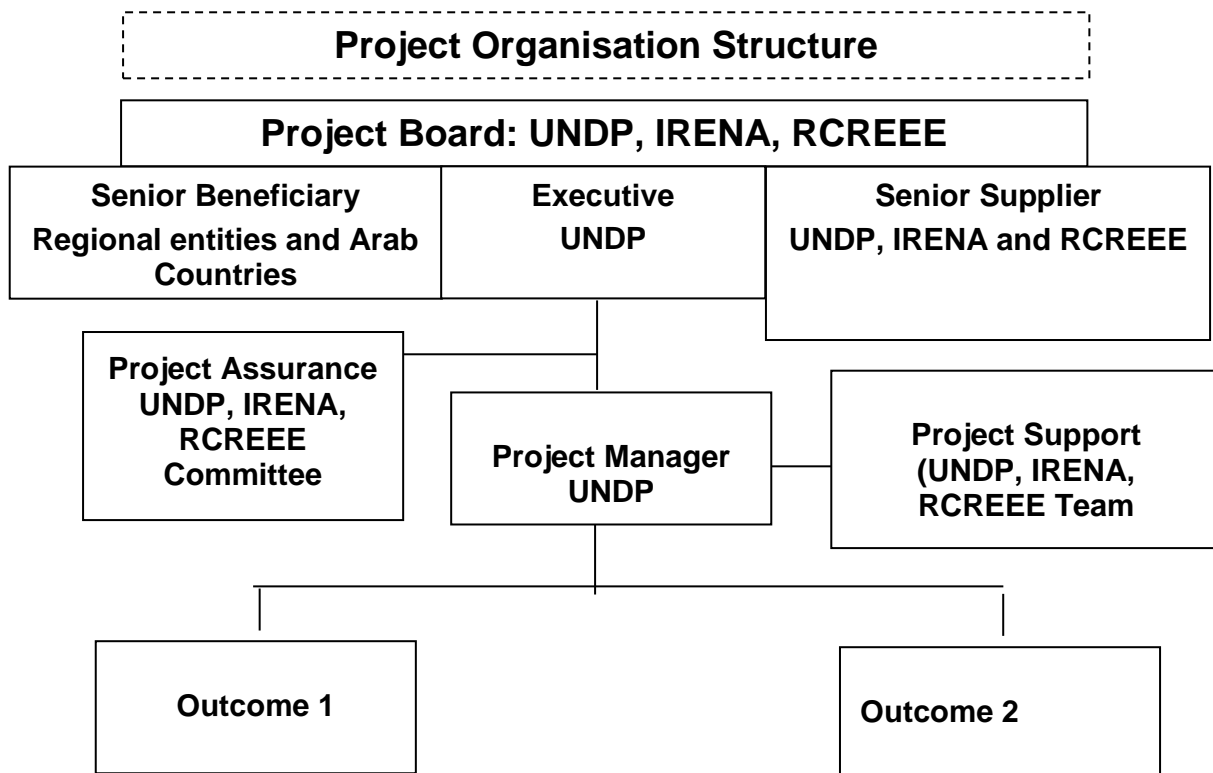 Project Organisation Structure
Project Board: UNDP, IRENA, RCREEE
Senior Beneficiary
Regional entities and Arab
Countries
Executive
UNDP
Senior Supplier
UNDP, IRENA and RCREEE
Project Assurance
UNDP, IRENA,
RCREEE
Committee
Project Manager
UNDP
Project Support
(UNDP, IRENA,
RCREEE Team
Outcome 1
Outcome 2